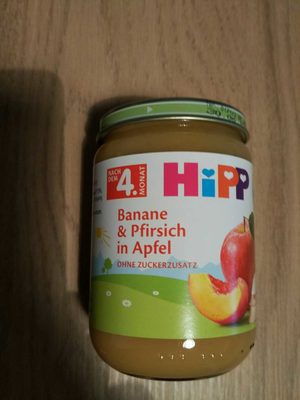 NACH DEM 4. MONAT
HiPP
Banane
& Pfirsich
in Apfel
OHNE ZUCKERZUSATZ